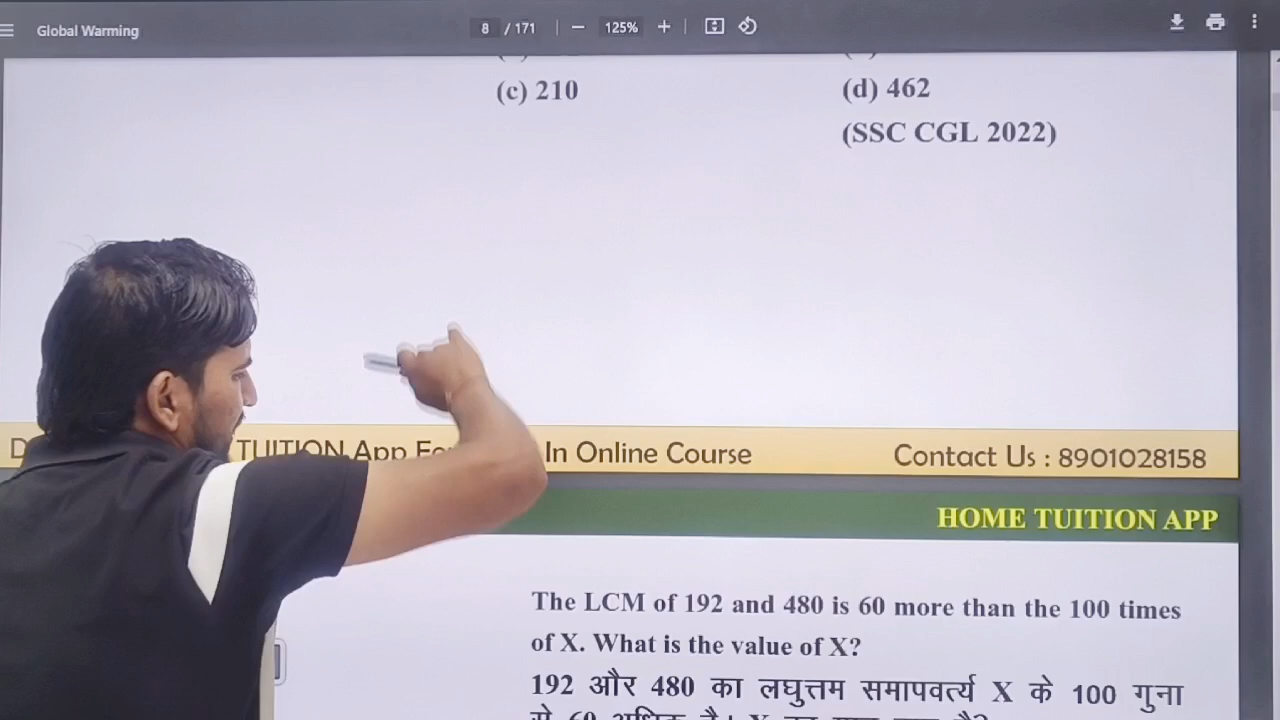 Global Warming
8 / 171
125%
(c) 210
(d) 462
(SSC CGL 2022)
TUITION App
In Online Course
Contact Us : 8901028158
HOME TUITION APP
The LCM of 192 and 480 is 60 more than the 100 times
of X. What is the value of X?
192 और 480 का लघुत्तम समापवर्त्य X के 100 गुना